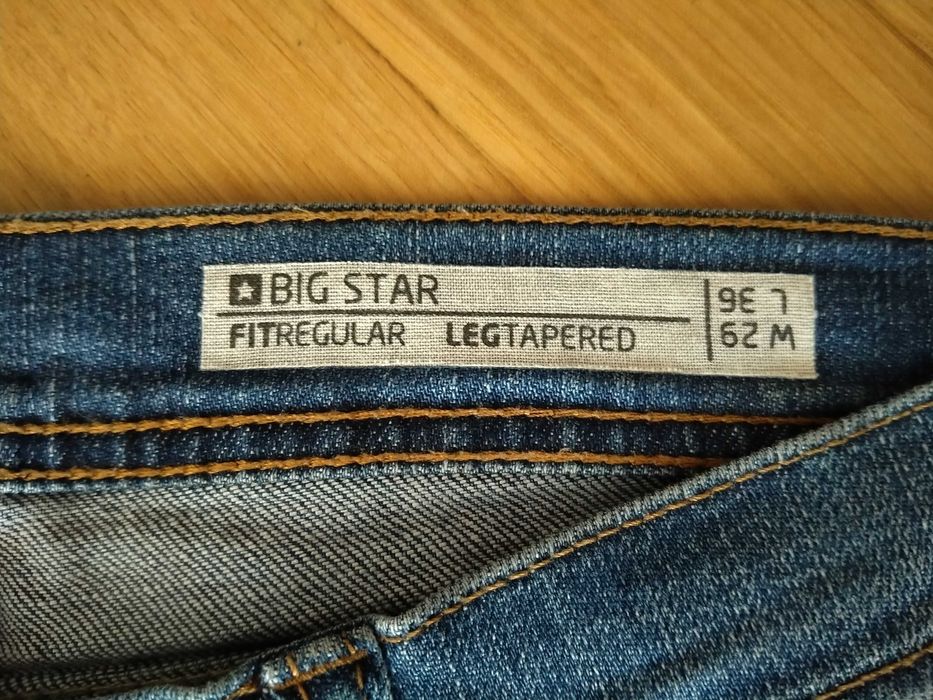 BIG STAR
FITREGULAR LEGTAPERED
W 29
L 36